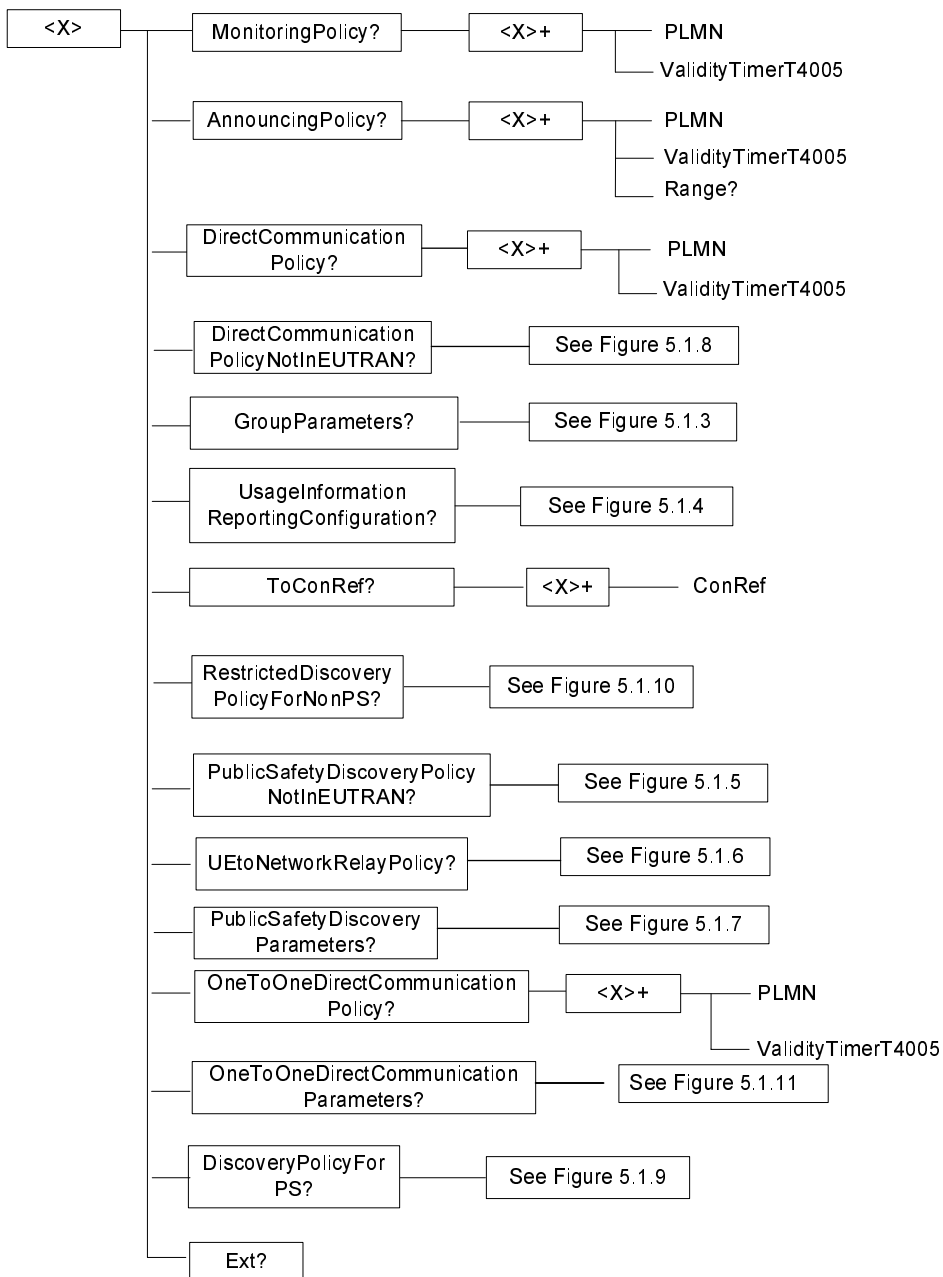 <X>
MonitoringPolicy?
<X>+
PLMN
ValidityTimerT4005
AnnouncingPolicy?
<X>+
PLMN
ValidityTimerT4005
Range?
DirectCommunication
Policy?
<X>+
PLMN
ValidityTimerT4005
DirectCommunication
PolicyNotInEUTRAN?
See Figure 5.1.8
GroupParameters?
See Figure 5.1.3
UsageInformation
ReportingConfiguration?
See Figure 5.1.4
ToConRef?
<X>+
ConRef
RestrictedDiscovery
PolicyForNonPS?
See Figure 5.1.10
PublicSafetyDiscoveryPolicy
NotInEUTRAN?
See Figure 5.1.5
UEtoNetworkRelayPolicy?
See Figure 5.1.6
PublicSafetyDiscovery
Parameters?
See Figure 5.1.7
OneToOneDirectCommunication
Policy?
<X>+
PLMN
ValidityTimerT4005
OneToOneDirectCommunication
Parameters?
See Figure 5.1.11
DiscoveryPolicyFor
PS?
See Figure 5.1.9
Ext?